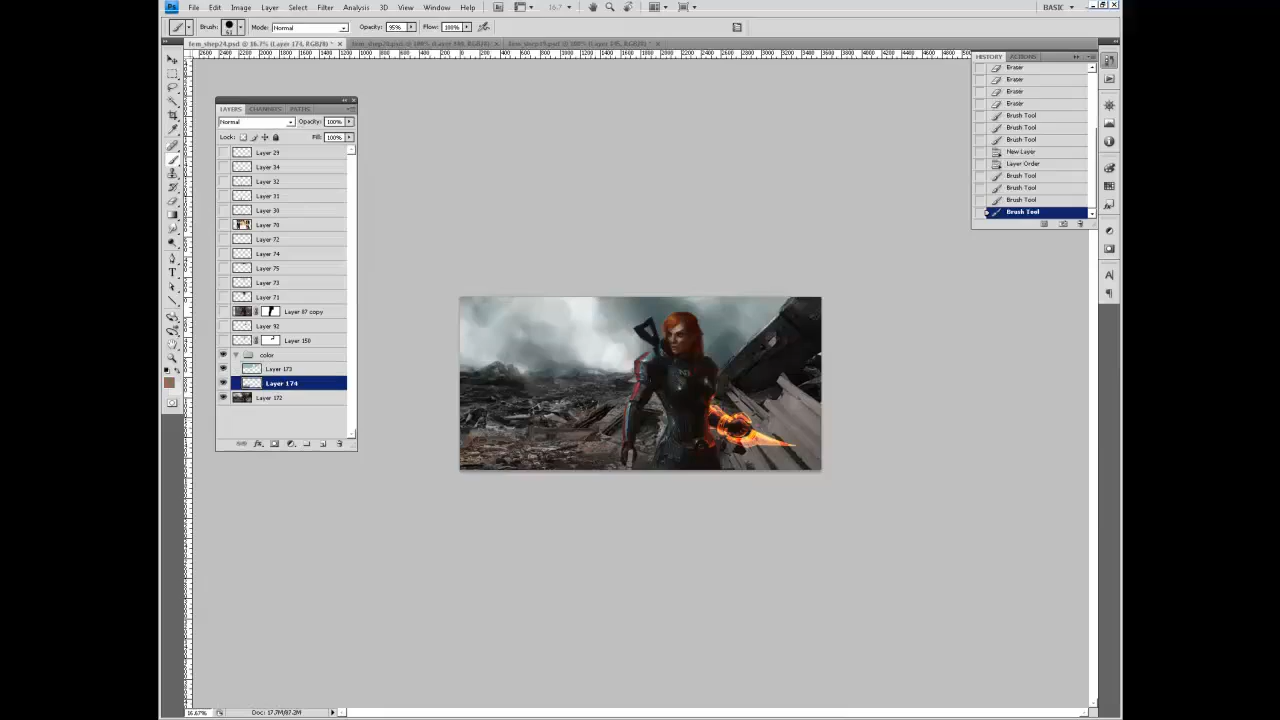 Ps File Edit Image Layer Select Filter Analysis 3D View Window Help 16.7 BASIC
Brush: 51 Mode: Normal Opacity: 95% Flow: 100%
fem_shep24.psd @ 16.7% (Layer 174, RGB/8) *
HISTORY ACTIONS
Eraser
Eraser
Eraser
Eraser
Brush Tool
Brush Tool
Brush Tool
New Layer
Layer Order
Brush Tool
Brush Tool
Brush Tool
Brush Tool
LAYERS CHANNELS PATHS
Normal Opacity: 100%
Lock: Fill: 100%
Layer 29
Layer 34
Layer 32
Layer 31
Layer 30
Layer 70
Layer 72
Layer 74
Layer 75
Layer 73
Layer 71
Layer 87 copy
Layer 92
Layer 150
color
Layer 173
Layer 174
Layer 172
16.67% Doc: 17.7M/87.2M